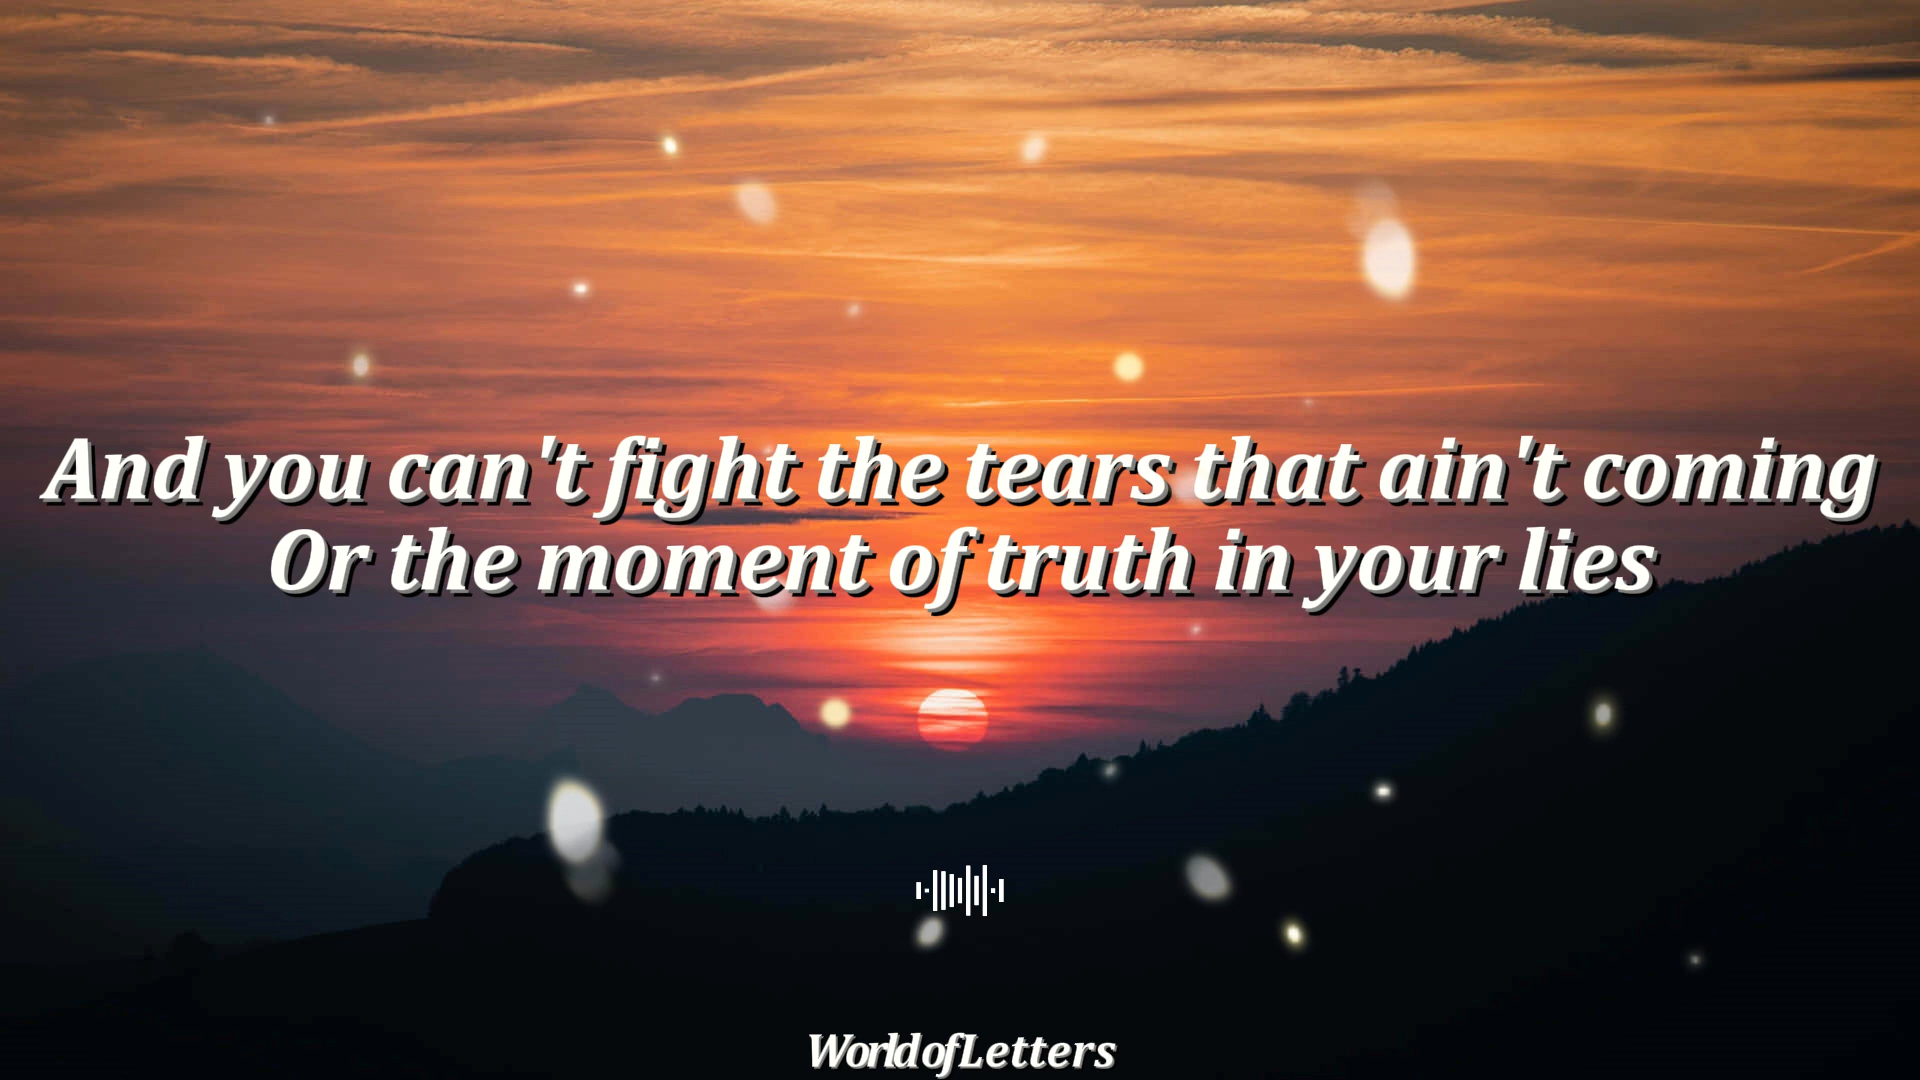 And you can't fight the tears that ain't coming
Or the moment of truth in your lies
WorldofLetters